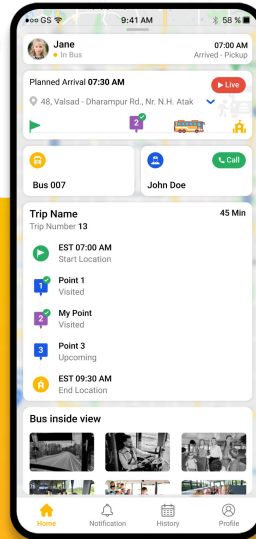 GS 9:41 AM 58 %
Jane 07:00 AM
In Bus Arrived - Pickup
Planned Arrival 07:30 AM Live
48, Valsad - Dharampur Rd., Nr. N.H. Atak
2
Call
Bus 007 John Doe
Trip Name 45 Min
Trip Number 13
EST 07:00 AM
Start Location
1 Point 1
Visited
2 My Point
Visited
3 Point 3
Upcoming
EST 09:30 AM
End Location
Bus inside view
Home Notification History Profile